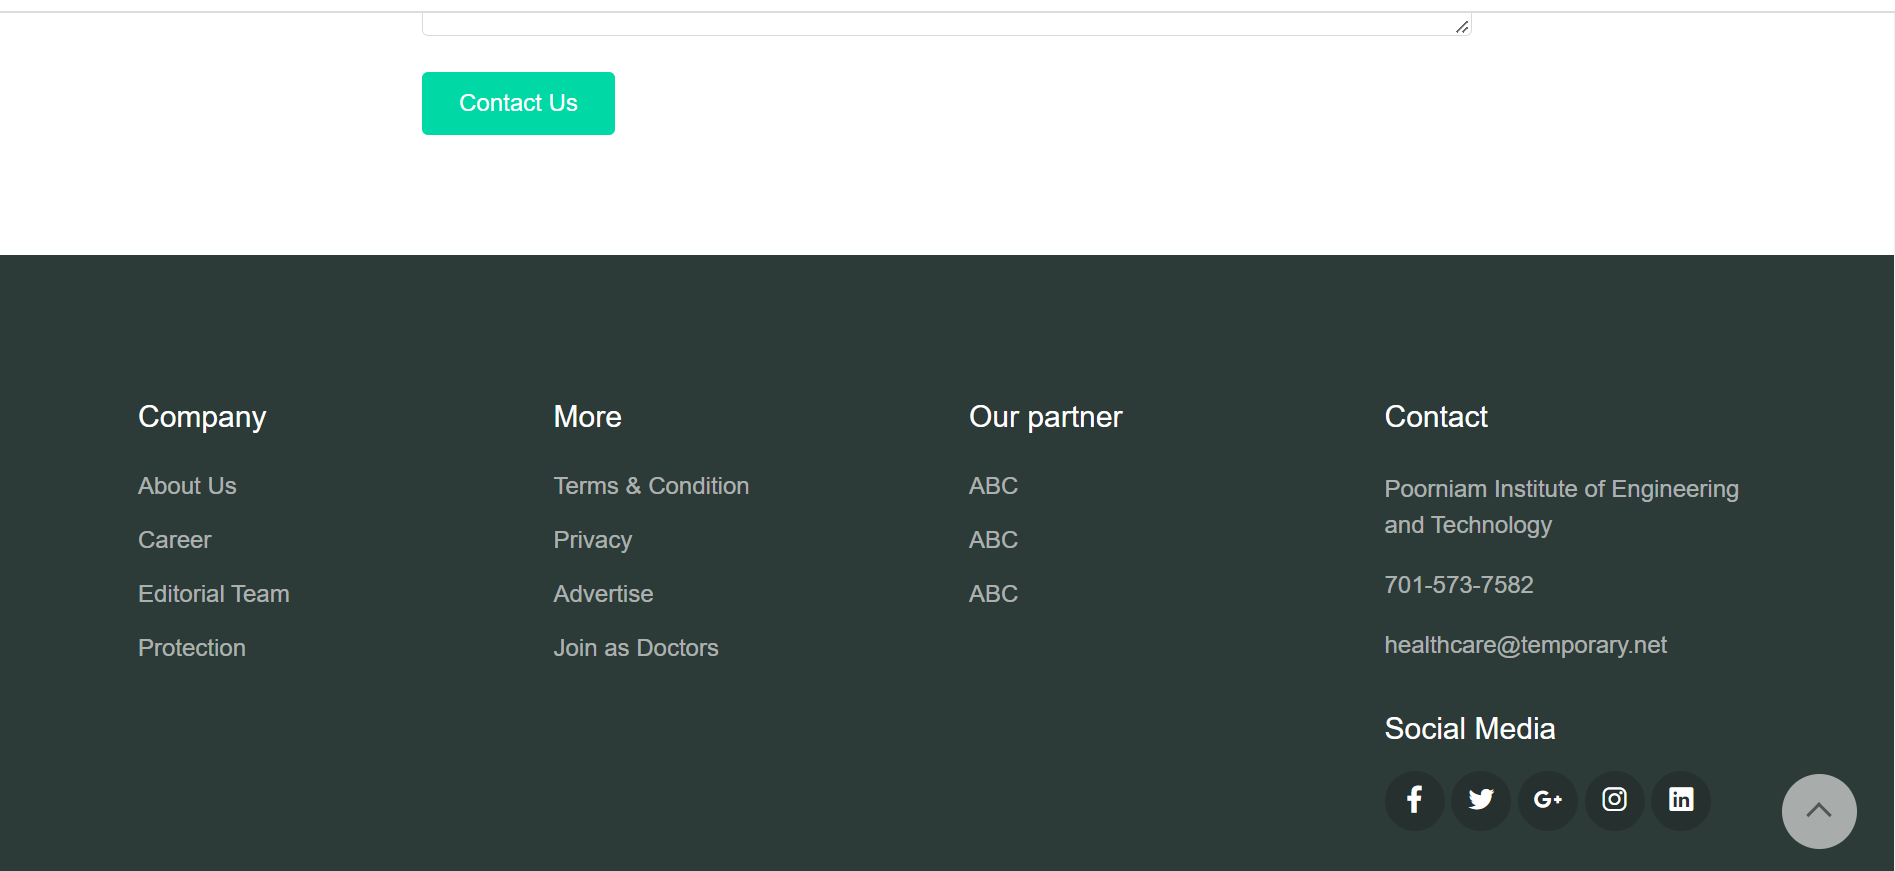 Contact Us
Company
About Us
Career
Editorial Team
Protection
More
Terms & Condition
Privacy
Advertise
Join as Doctors
Our partner
ABC
ABC
ABC
Contact
Poorniam Institute of Engineering
and Technology
701-573-7582
healthcare@temporary.net
Social Media